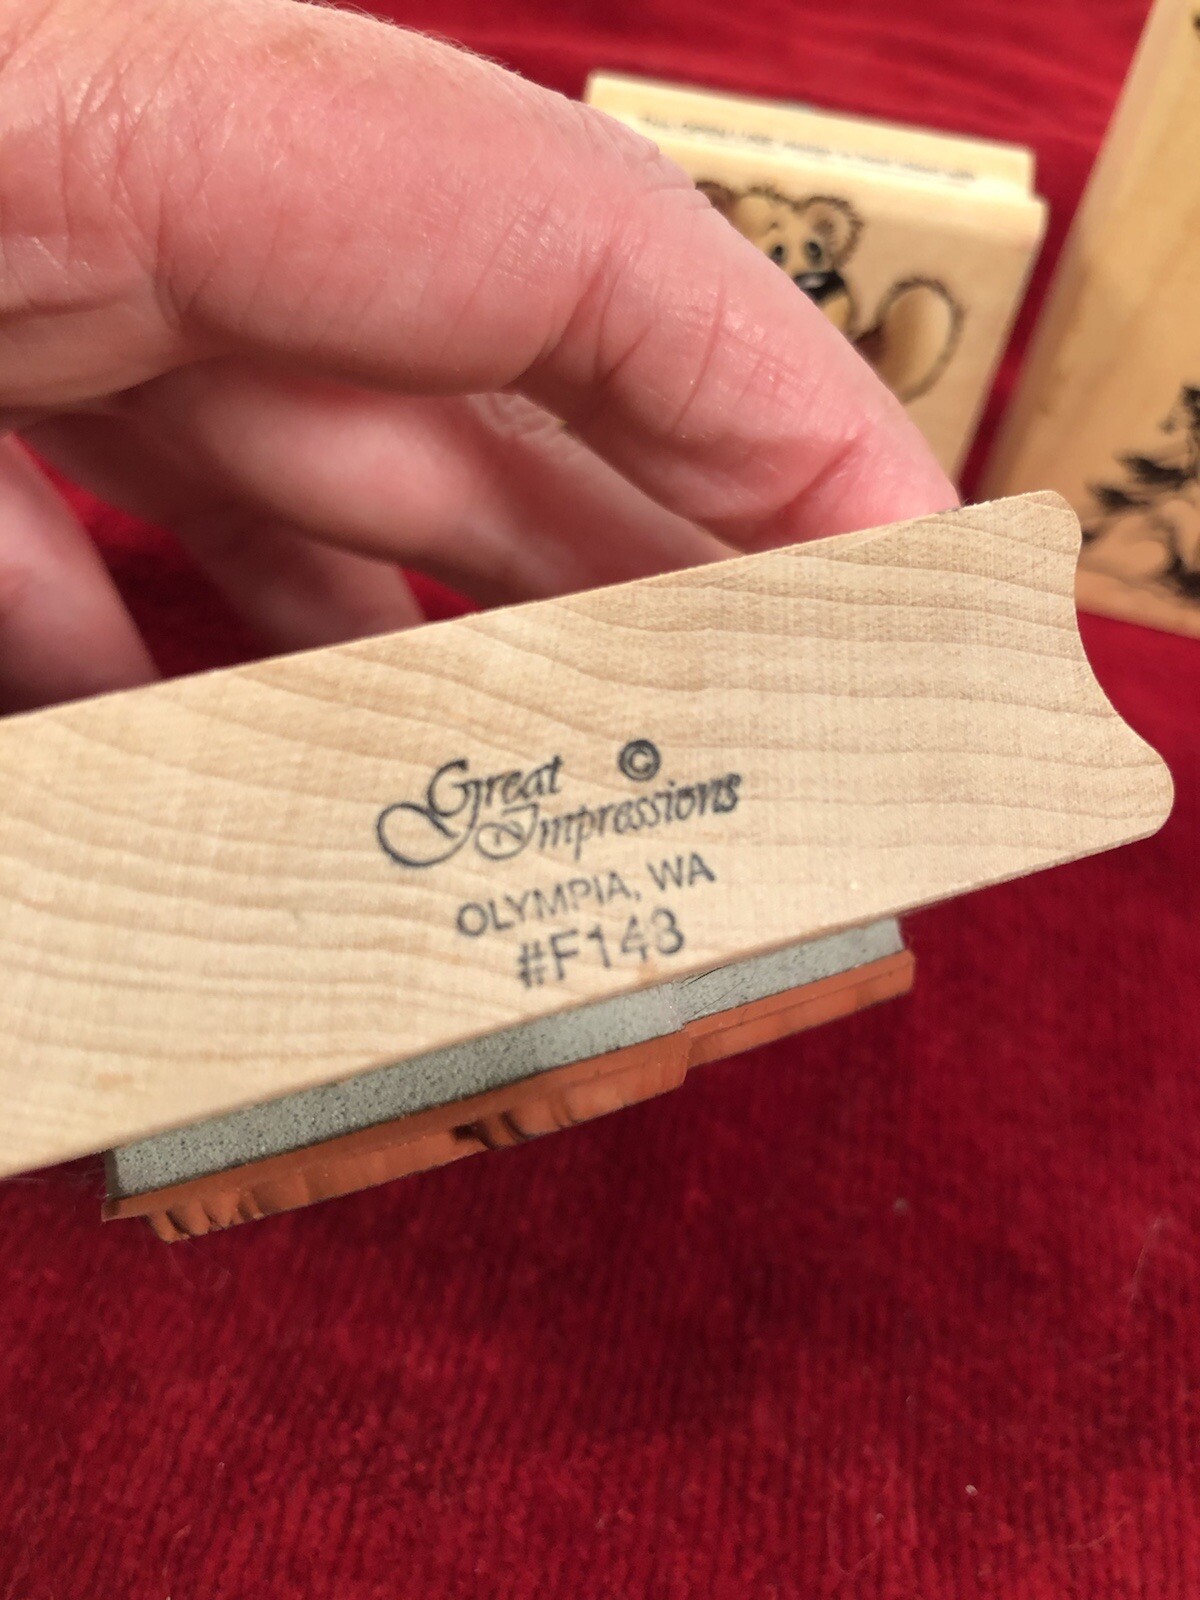 Great ©
Impressions
OLYMPIA, WA
#F143